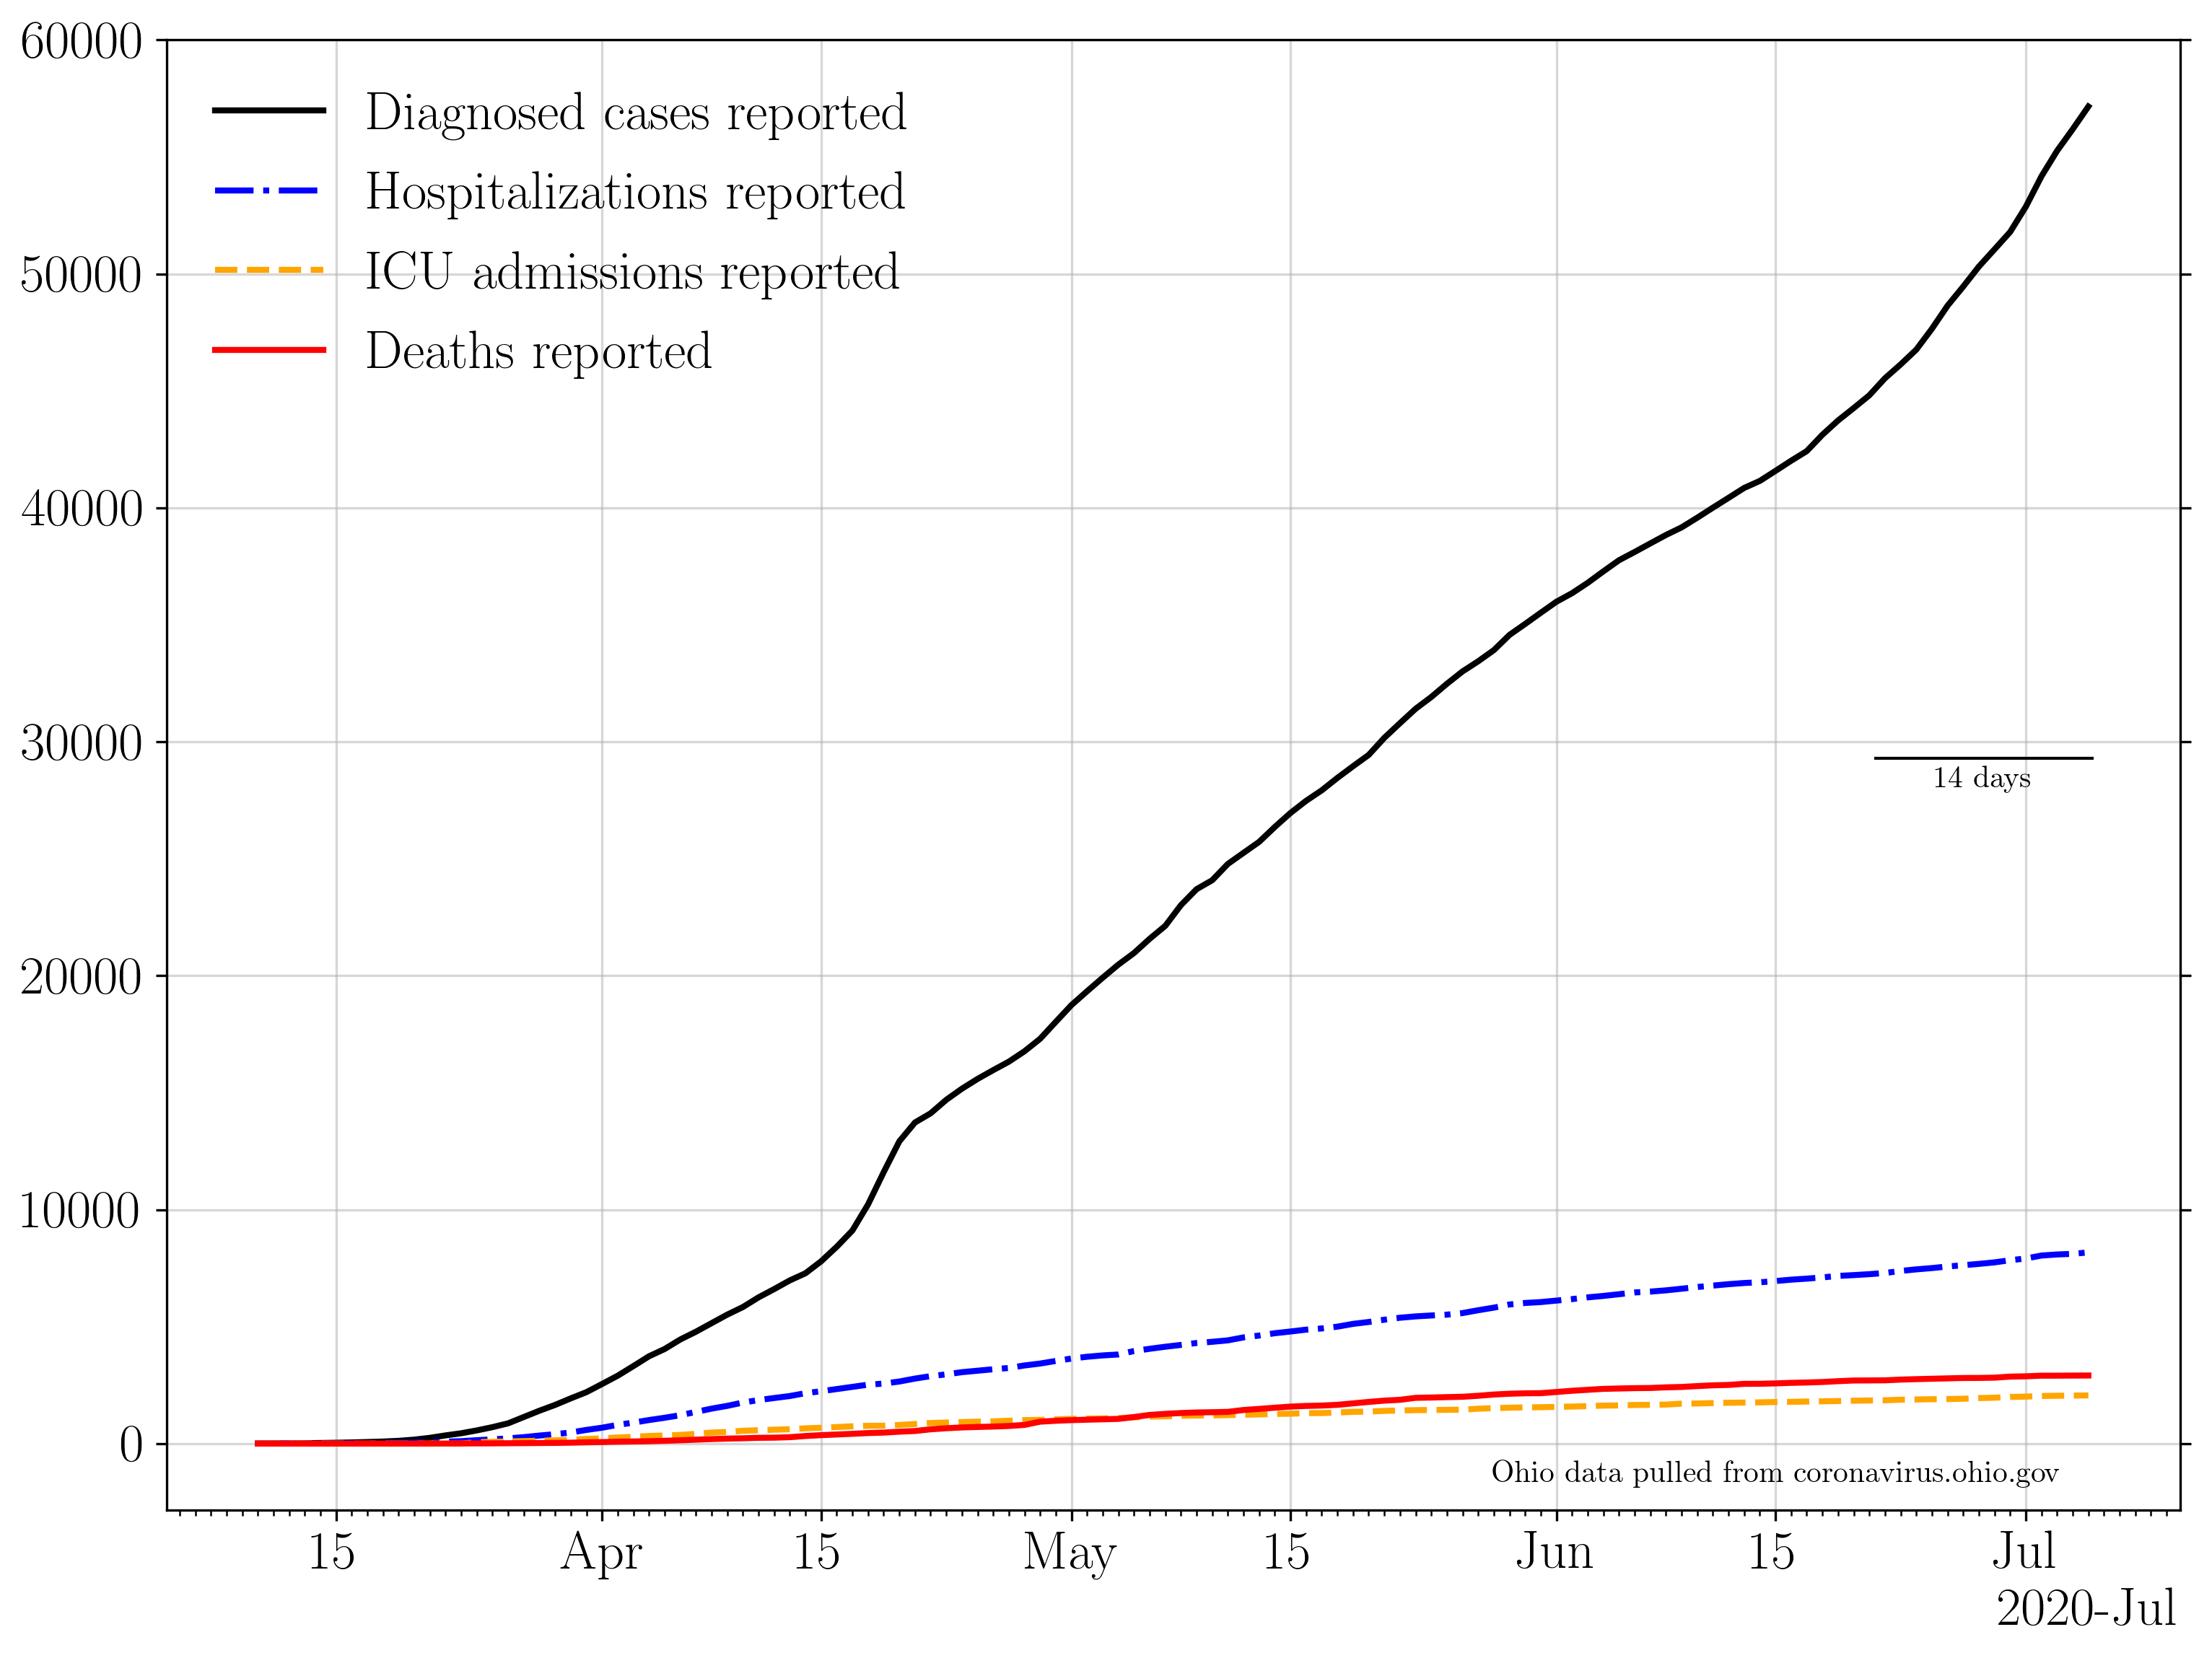 60000
50000
40000
30000
20000
10000
0
Diagnosed cases reported
Hospitalizations reported
ICU admissions reported
Deaths reported
14 days
Ohio data pulled from coronavirus.ohio.gov
15 Apr 15 May 15 Jun 15 Jul
2020-Jul